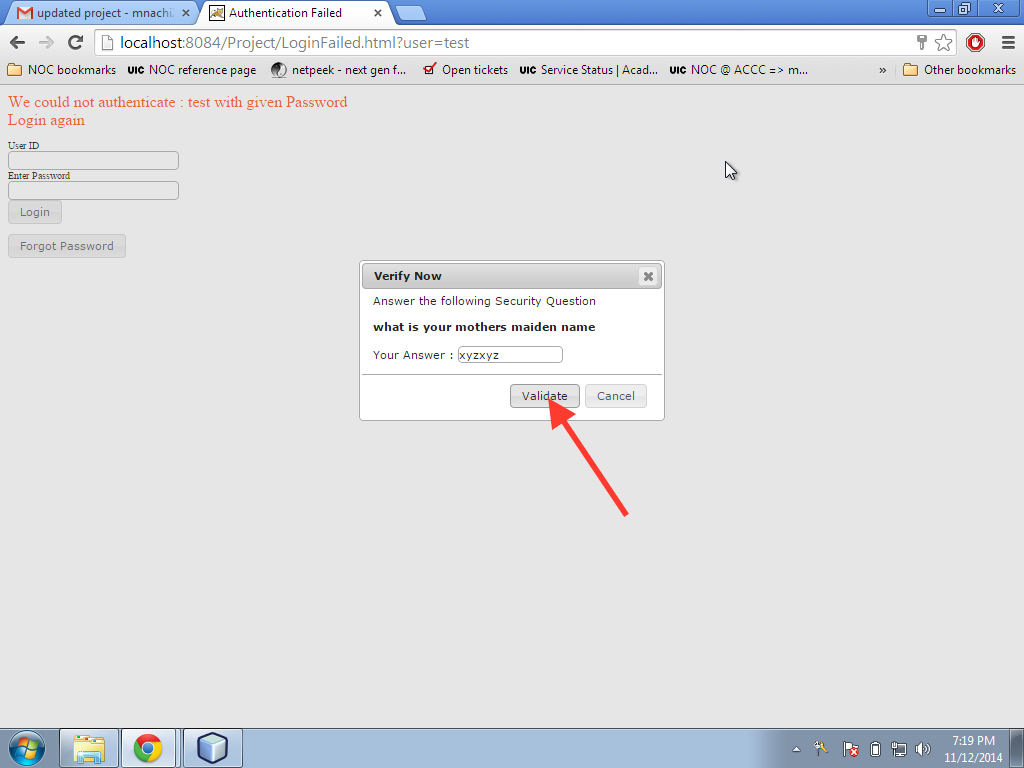 updated project - mnachi
Authentication Failed
localhost:8084/Project/LoginFailed.html?user=test
NOC bookmarks
UIC NOC reference page
netpeek - next gen f...
Open tickets
UIC Service Status | Acad...
UIC NOC @ ACCC => m...
»
Other bookmarks
We could not authenticate : test with given Password
Login again
User ID
Enter Password
Login
Forgot Password
Verify Now
Answer the following Security Question
what is your mothers maiden name
Your Answer : xyzxyz
Validate Cancel
7:19 PM
11/12/2014